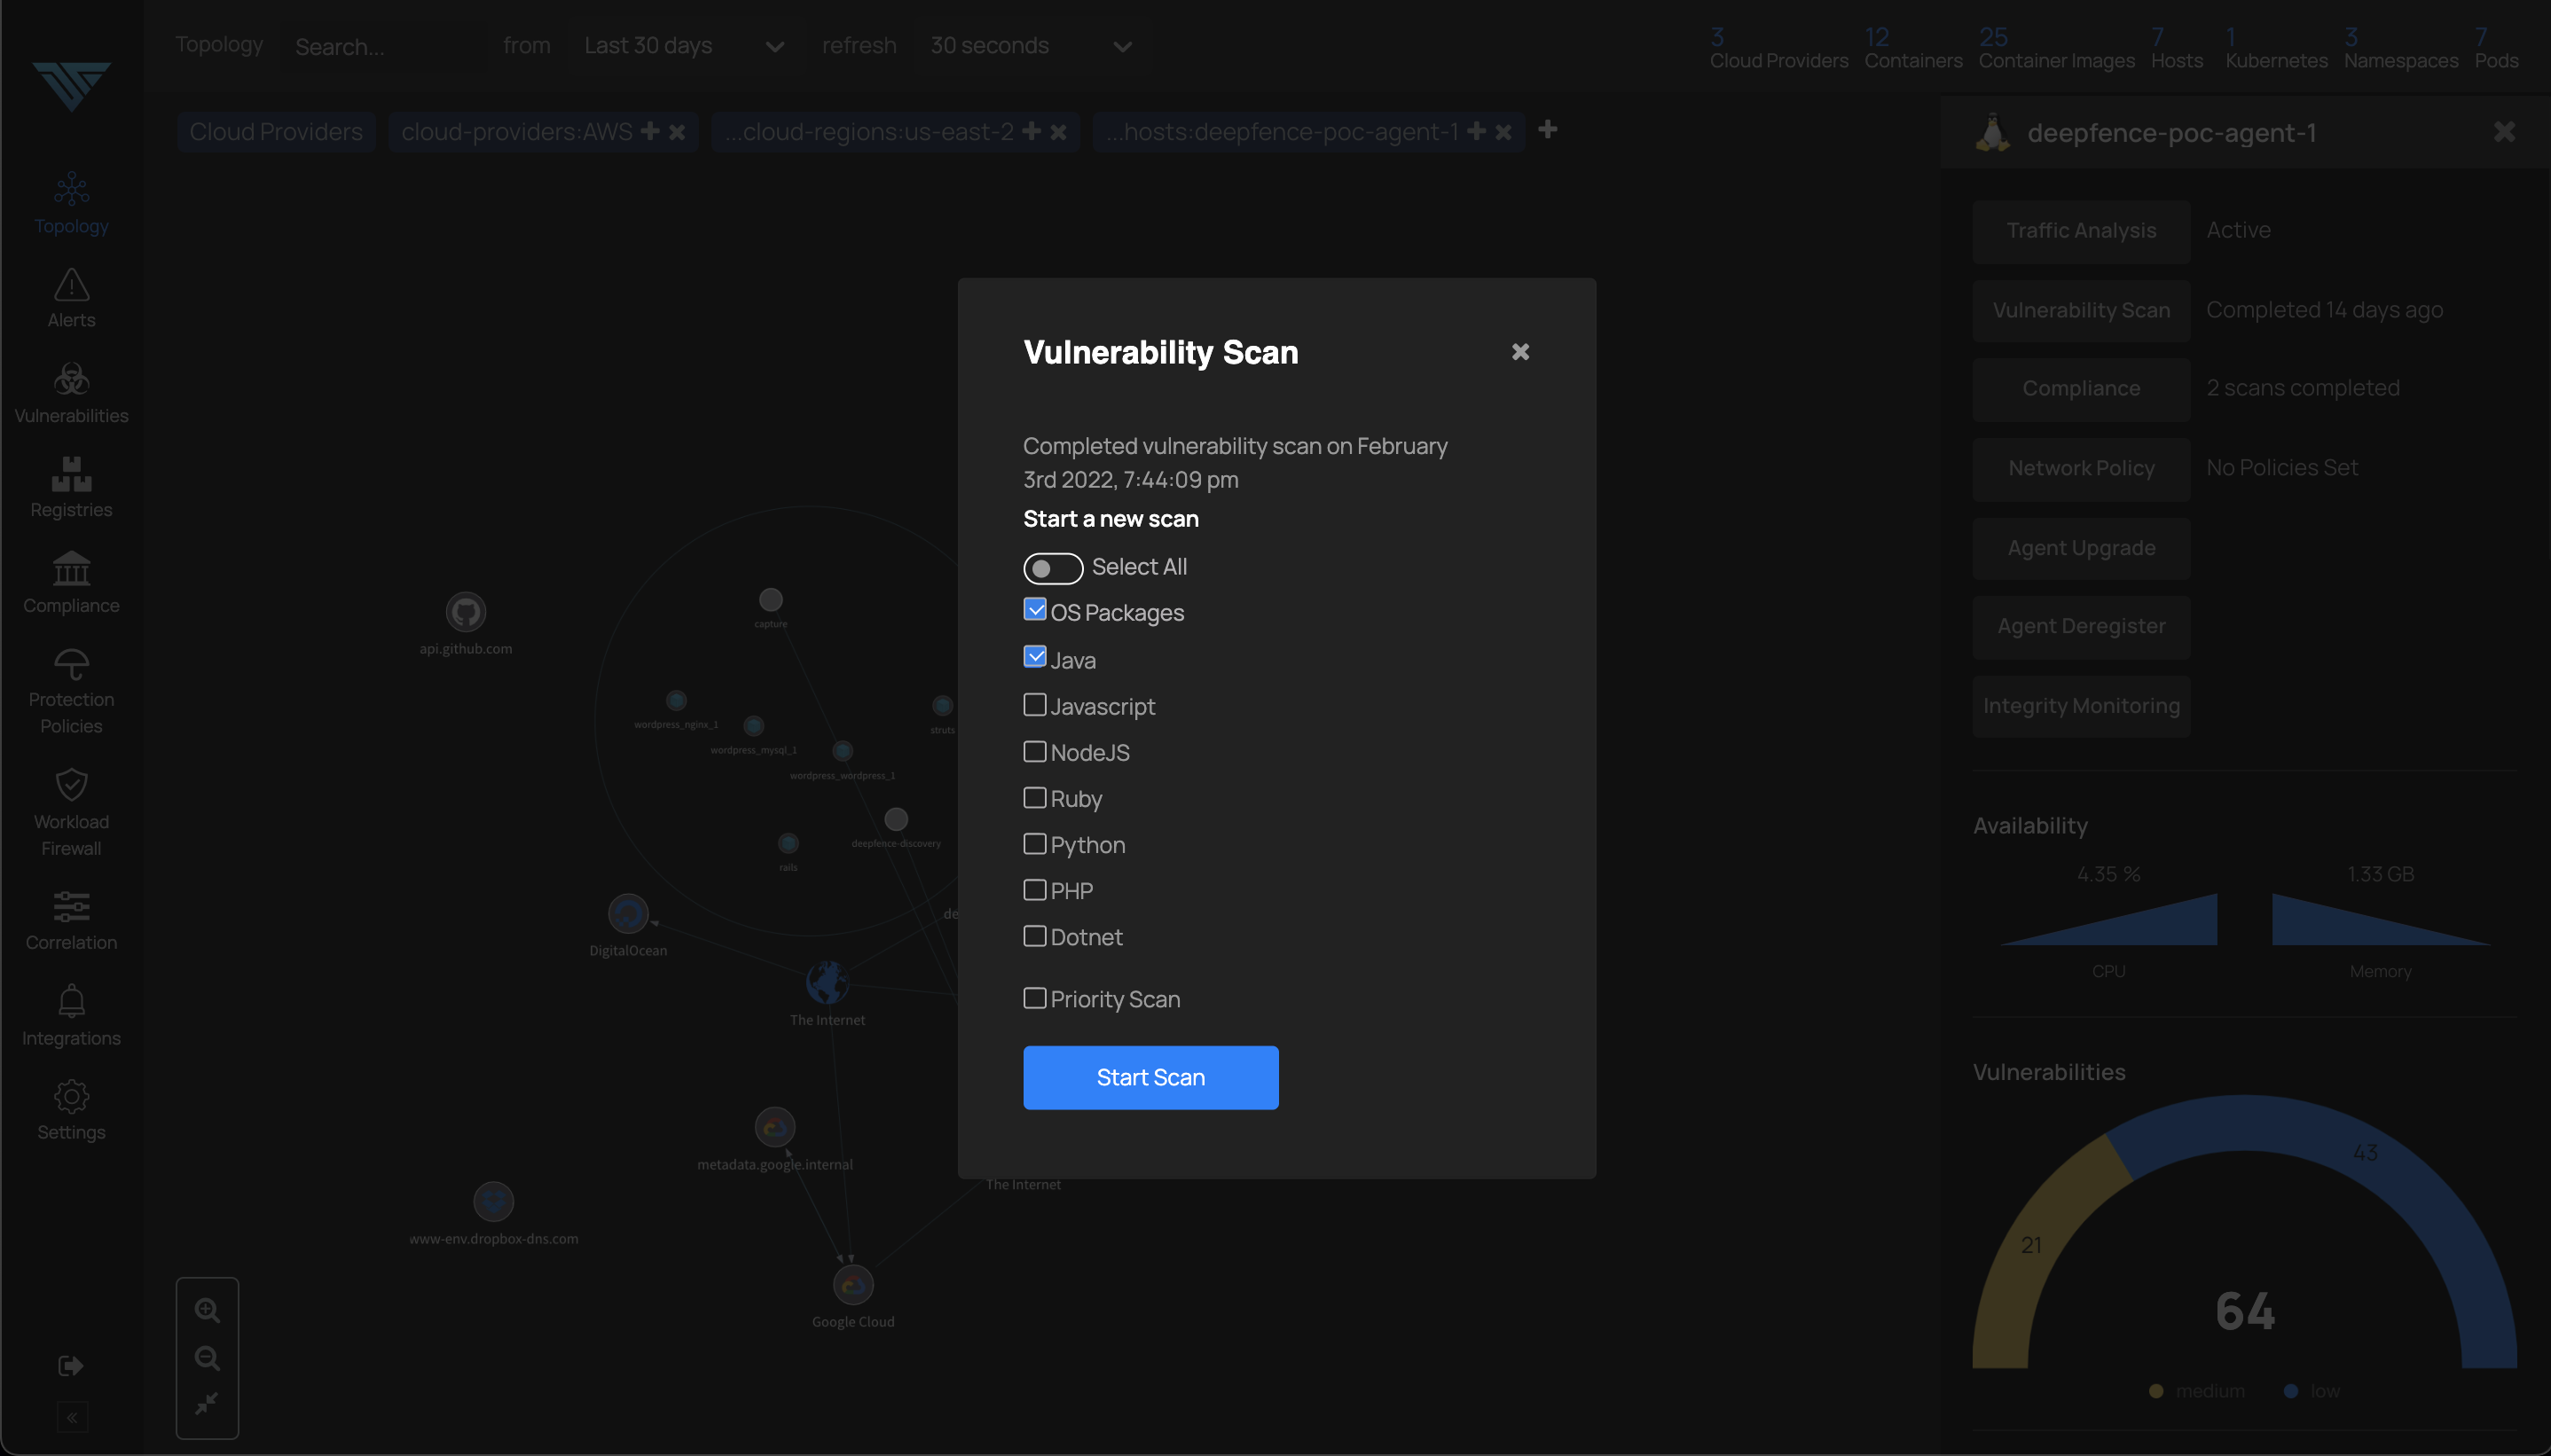 Topology Search... from Last 30 days refresh 30 seconds
3 Cloud Providers
12 Containers
25 Container Images
7 Hosts
1 Kubernetes
3 Namespaces
7 Pods
Cloud Providers cloud-providers:AWS ...cloud-regions:us-east-2 ...hosts:deepfence-poc-agent-1
Topology
Alerts
Vulnerabilities
Registries
Compliance
Protection
Policies
Workload
Firewall
Correlation
Integrations
Settings
«
api.github.com
capture
wordpress_nginx_1
wordpress_mysql_1
wordpress_wordpress_1
struts
deepfence-discovery
rails
de
DigitalOcean
The Internet
metadata.google.internal
The Internet
www-env.dropbox-dns.com
Google Cloud
Vulnerability Scan
Completed vulnerability scan on February
3rd 2022, 7:44:09 pm
Start a new scan
Select All
OS Packages
Java
Javascript
NodeJS
Ruby
Python
PHP
Dotnet
Priority Scan
Start Scan
deepfence-poc-agent-1
Traffic Analysis Active
Vulnerability Scan Completed 14 days ago
Compliance 2 scans completed
Network Policy No Policies Set
Agent Upgrade
Agent Deregister
Integrity Monitoring
Availability
4.35 % 1.33 GB
CPU Memory
Vulnerabilities
43
21
64
medium low